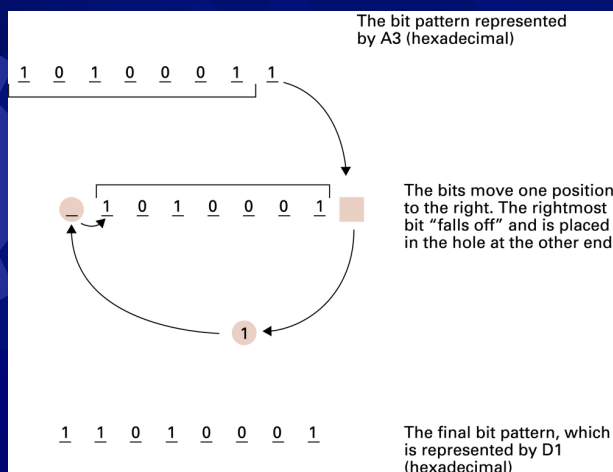 The bit pattern represented
by A3 (hexadecimal)
1 0 1 0 0 0 1 1
_ 1 0 1 0 0 0 1
The bits move one position
to the right. The rightmost
bit “falls off” and is placed
in the hole at the other end
1
1 1 0 1 0 0 0 1
The final bit pattern, which
is represented by D1
(hexadecimal)